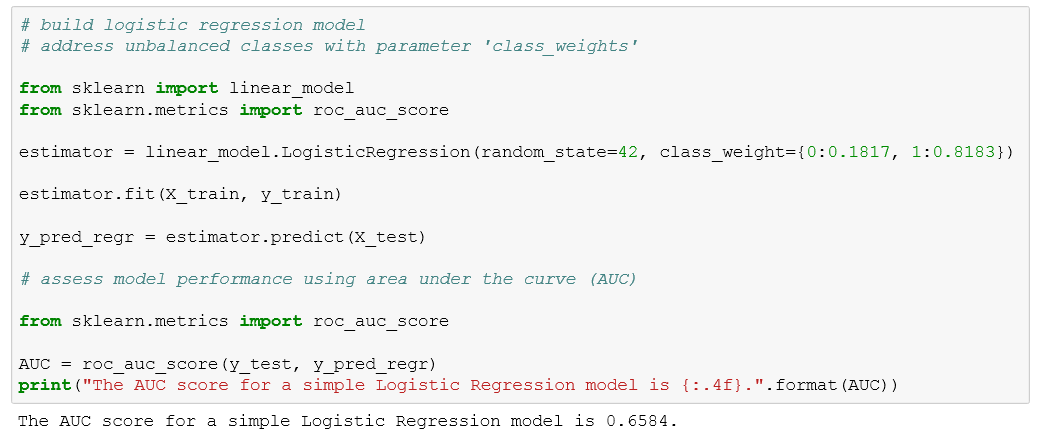 # build logistic regression model
# address unbalanced classes with parameter 'class_weights'
from sklearn import linear_model
from sklearn.metrics import roc_auc_score
estimator = linear_model.LogisticRegression(random_state=42, class_weight={0:0.1817, 1:0.8183})
estimator.fit(X_train, y_train)
y_pred_regr = estimator.predict(X_test)
# assess model performance using area under the curve (AUC)
from sklearn.metrics import roc_auc_score
AUC = roc_auc_score(y_test, y_pred_regr)
print("The AUC score for a simple Logistic Regression model is {:.4f}.".format(AUC))
The AUC score for a simple Logistic Regression model is 0.6584.